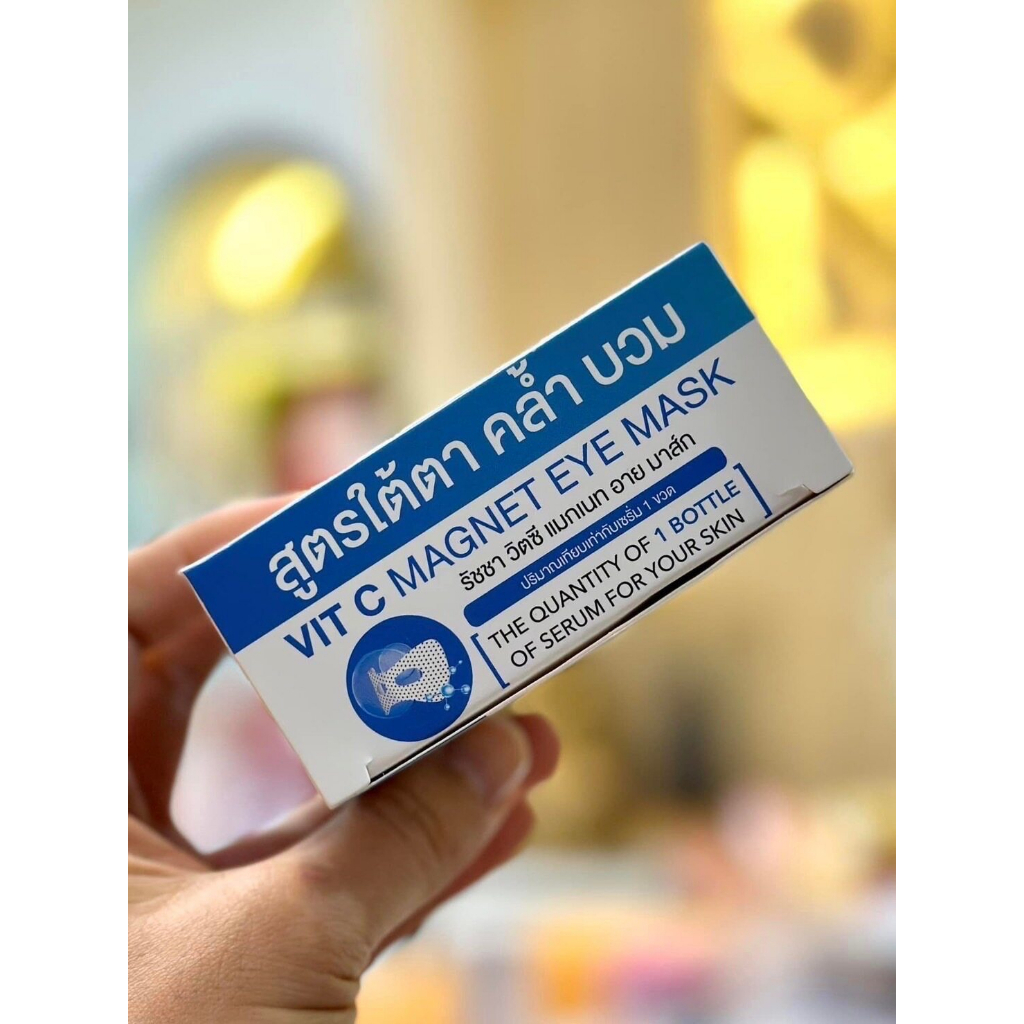 สูตรใต้ตา คล้ำ บวม
VIT C MAGNET EYE MASK
ริชชา วิตซี แมกเนท อาย มาส์ก
ปริมาณเทียบเท่ากับเซรั่ม 1 ขวด
[THE QUANTITY OF 1 BOTTLE
OF SERUM FOR YOUR SKIN]